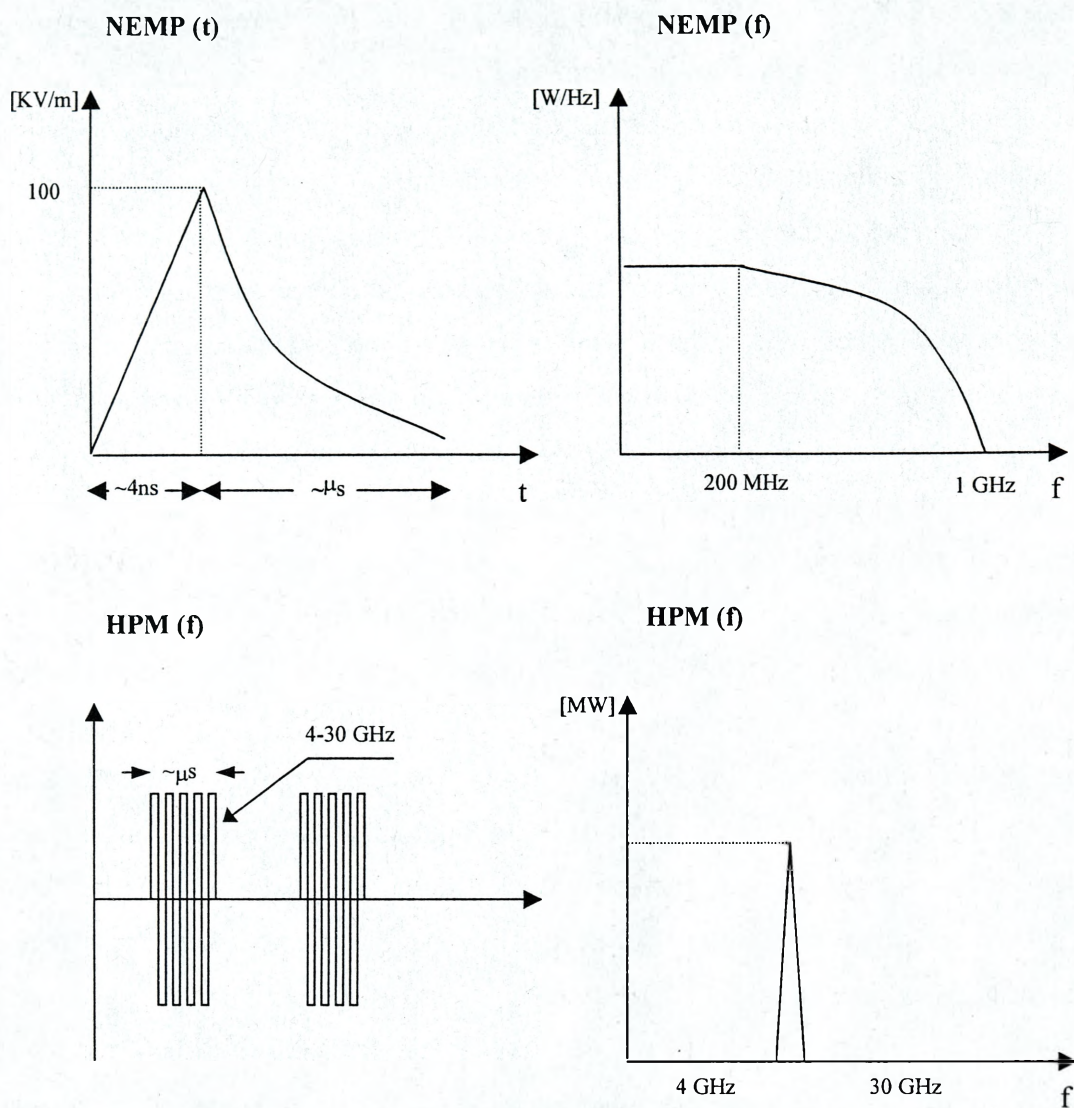 NEMP (t)
[KV/m]
100
~4ns
~μs
t
NEMP (f)
[W/Hz]
200 MHz
1 GHz
f
HPM (f)
~μs
4-30 GHz
HPM (f)
[MW]
4 GHz
30 GHz
f